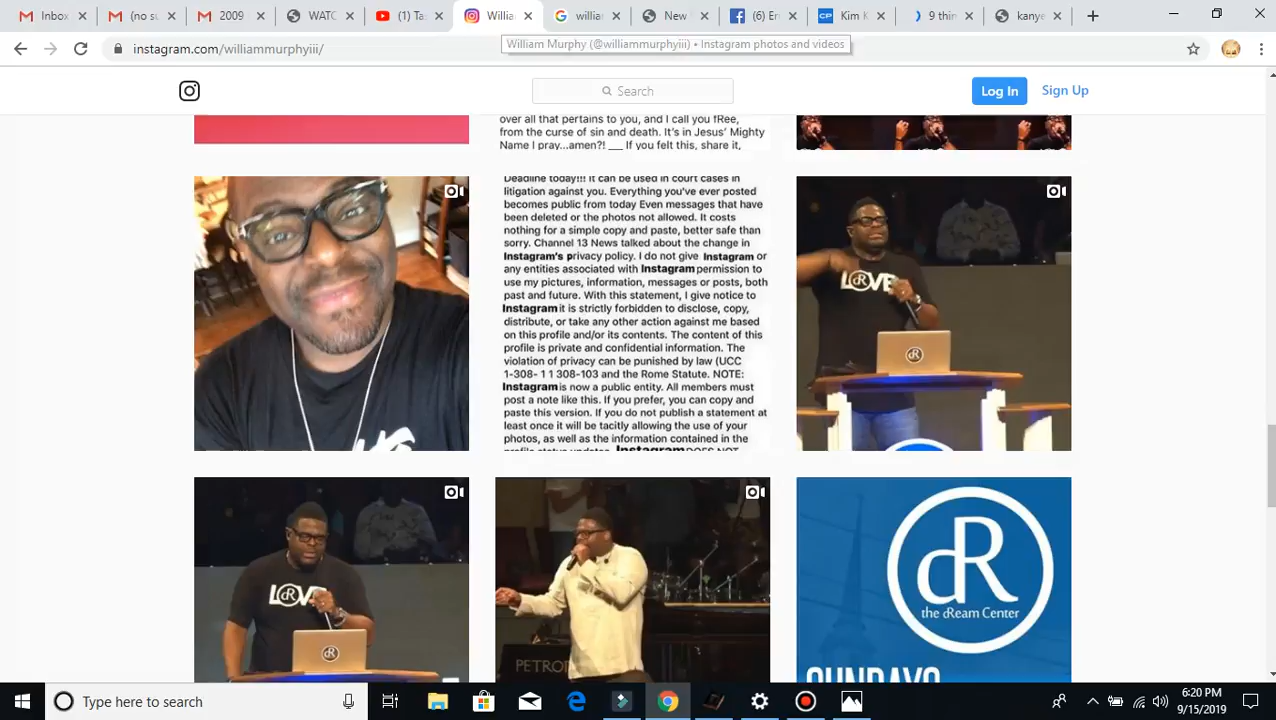 Inbox
(no su
2009
WATC
(1) Ta
Willia
william
New
(6) Er
Kim K
9 thin
kanye
instagram.com/williammurphyiii/
William Murphy (@williammurphyiii) • Instagram photos and videos
Search
Log In
Sign Up
over all that pertains to you, and I call you fRee,
from the curse of sin and death. It's in Jesus' Mighty
Name I pray...amen?! ___ If you felt this, share it,
Deadline today!!! It can be used in court cases in
litigation against you. Everything you've ever posted
becomes public from today Even messages that have
been deleted or the photos not allowed. It costs
nothing for a simple copy and paste, better safe than
sorry. Channel 13 News talked about the change in
Instagram's privacy policy. I do not give Instagram or
any entities associated with Instagram permission to
use my pictures, information, messages or posts, both
past and future. With this statement, I give notice to
Instagram it is strictly forbidden to disclose, copy,
distribute, or take any other action against me based
on this profile and/or its contents. The content of this
profile is private and confidential information. The
violation of privacy can be punished by law (UCC
1-308- 1 1 308-103 and the Rome Statute. NOTE:
Instagram is now a public entity. All members must
post a note like this. If you prefer, you can copy and
paste this version. If you do not publish a statement at
least once it will be tacitly allowing the use of your
photos, as well as the information contained in the
profile status updates. Instagram DOES NOT
LOVE
dR
LOVE
dR
PETROF
dR
the dReam Center
SUNDAYS
Type here to search
:20 PM
9/15/2019